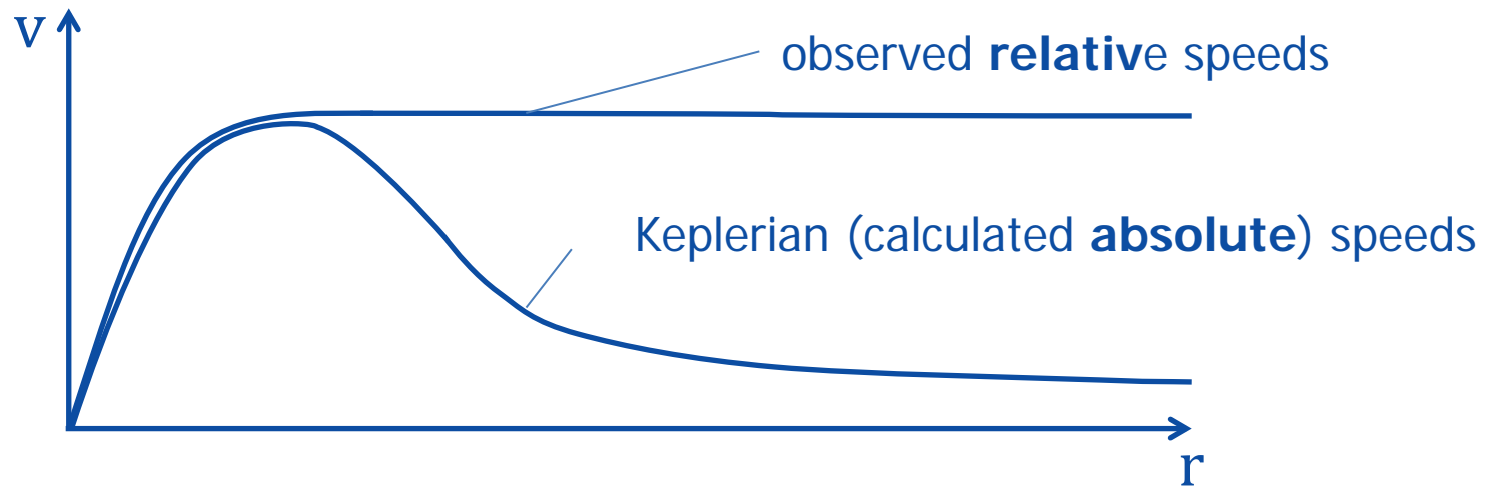 v
observed relative speeds
Keplerian (calculated absolute) speeds
r